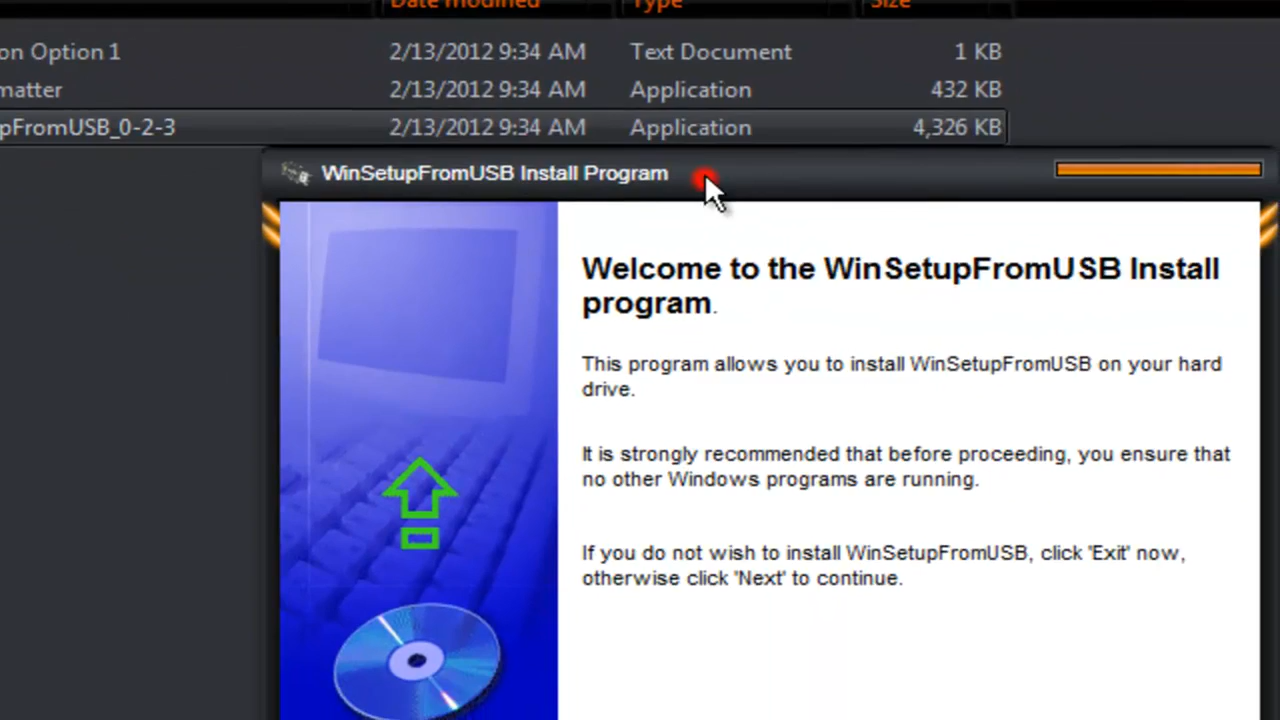 Date modified Type Size
on Option 1 2/13/2012 9:34 AM Text Document 1 KB
matter 2/13/2012 9:34 AM Application 432 KB
pFromUSB_0-2-3 2/13/2012 9:34 AM Application 4,326 KB
WinSetupFromUSB Install Program
Welcome to the WinSetupFromUSB Install
program.
This program allows you to install WinSetupFromUSB on your hard
drive.
It is strongly recommended that before proceeding, you ensure that
no other Windows programs are running.
If you do not wish to install WinSetupFromUSB, click 'Exit' now,
otherwise click 'Next' to continue.